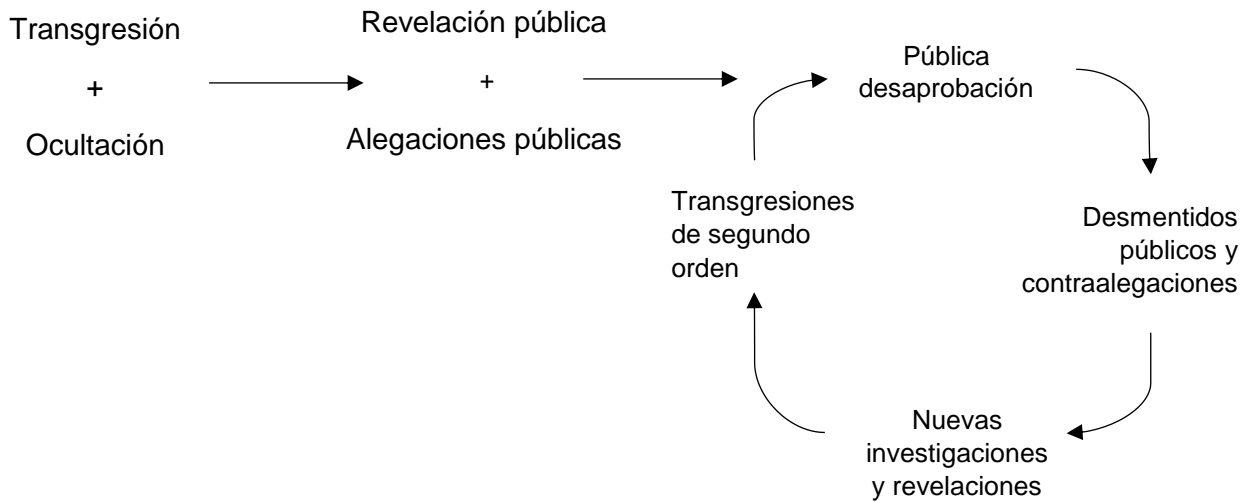 Transgresión
+
Ocultación
Revelación pública
+
Alegaciones públicas
Pública
desaprobación
Desmentidos
públicos y
contraalegaciones
Nuevas
investigaciones
y revelaciones
Transgresiones
de segundo
orden